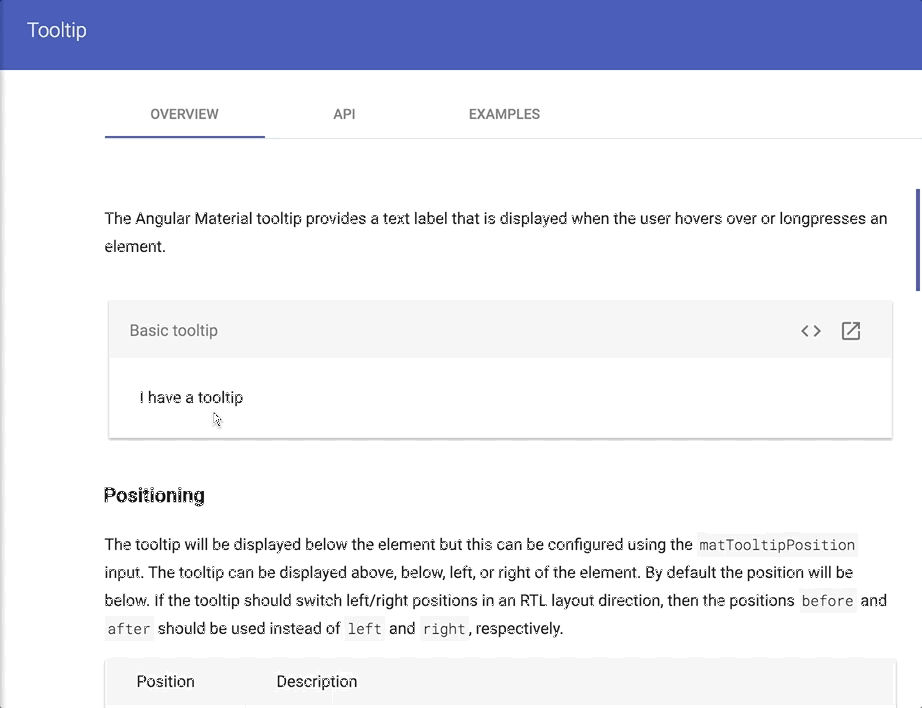 Tooltip
OVERVIEW API EXAMPLES
The Angular Material tooltip provides a text label that is displayed when the user hovers over or longpresses an
element.
Basic tooltip <>
I have a tooltip
Positioning
The tooltip will be displayed below the element but this can be configured using the matTooltipPosition
input. The tooltip can be displayed above, below, left, or right of the element. By default the position will be
below. If the tooltip should switch left/right positions in an RTL layout direction, then the positions before and
after should be used instead of left and right, respectively.
Position Description